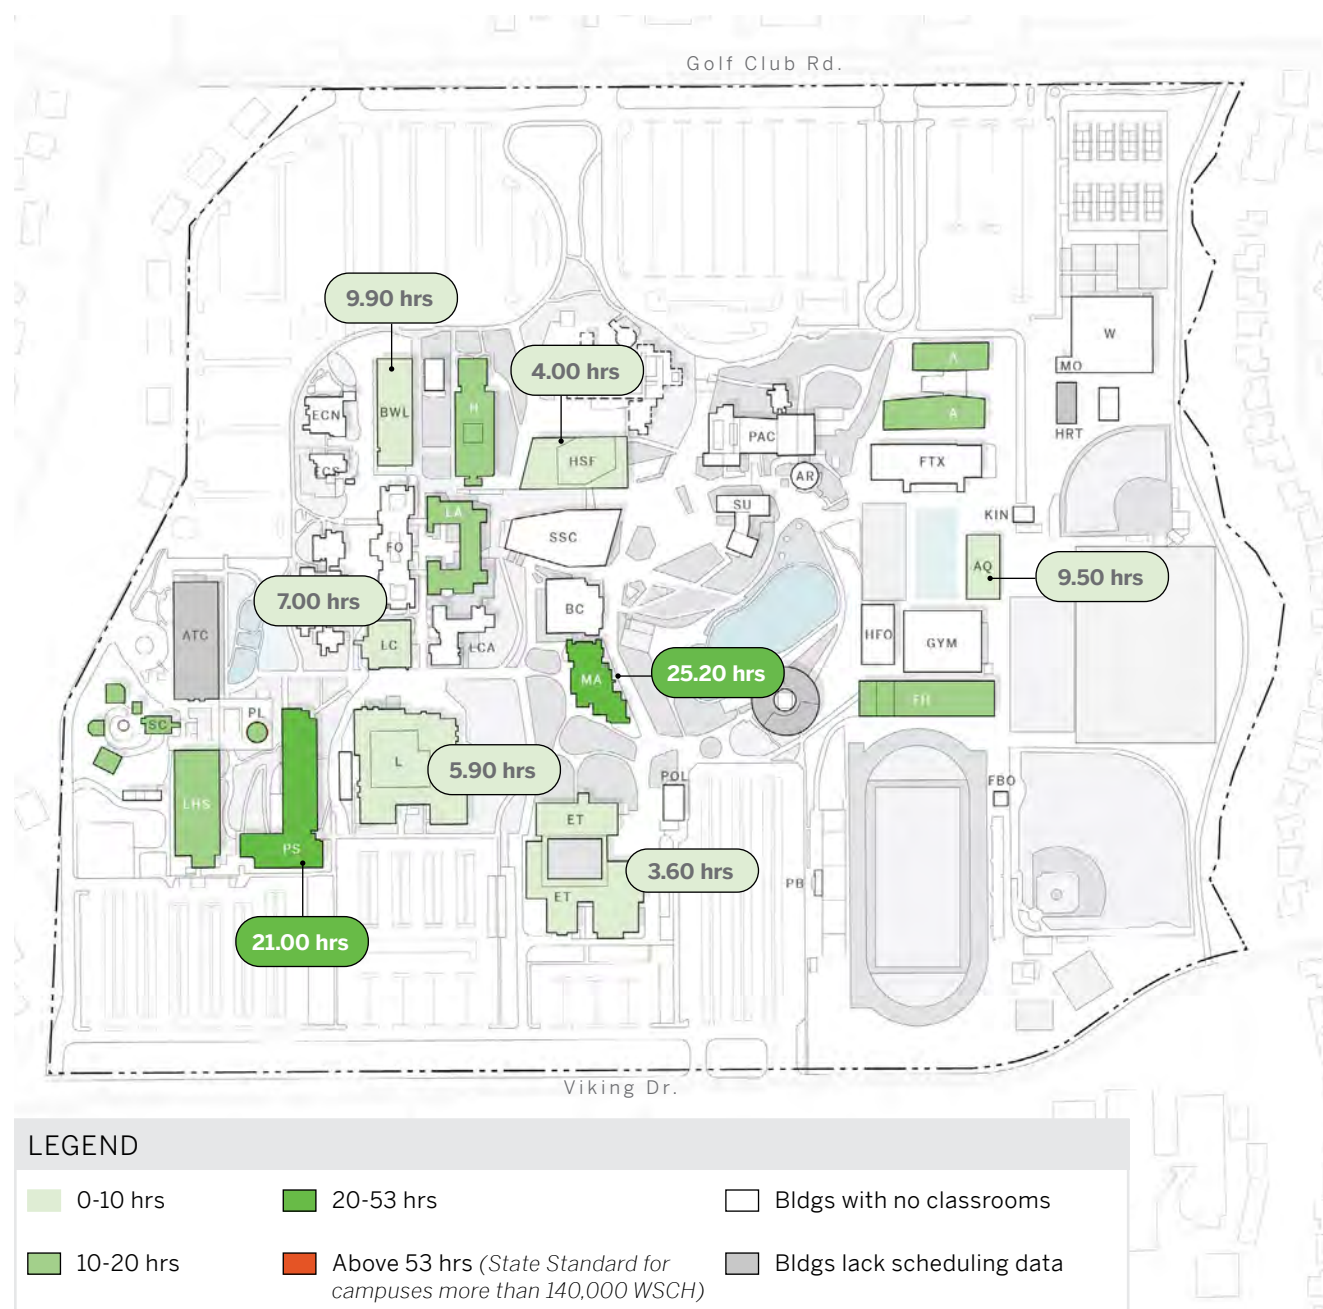 Golf Club Rd.
9.90 hrs
W
4.00 hrs
A
MO
BWL
H
A
ECN
PAC
HRT
HSF
FTX
ECS
AR
SU
LA
KIN
SSC
FO
AQ
9.50 hrs
7.00 hrs
BC
ATC
HFO
GYM
LC
LCA
MA
25.20 hrs
FH
PL
SC
L
5.90 hrs
POL
FBO
LHS
ET
PS
3.60 hrs
PB
ET
21.00 hrs
Viking Dr.
LEGEND
0-10 hrs
20-53 hrs
Bldgs with no classrooms
10-20 hrs
Above 53 hrs (State Standard for
campuses more than 140,000 WSCH)
Bldgs lack scheduling data